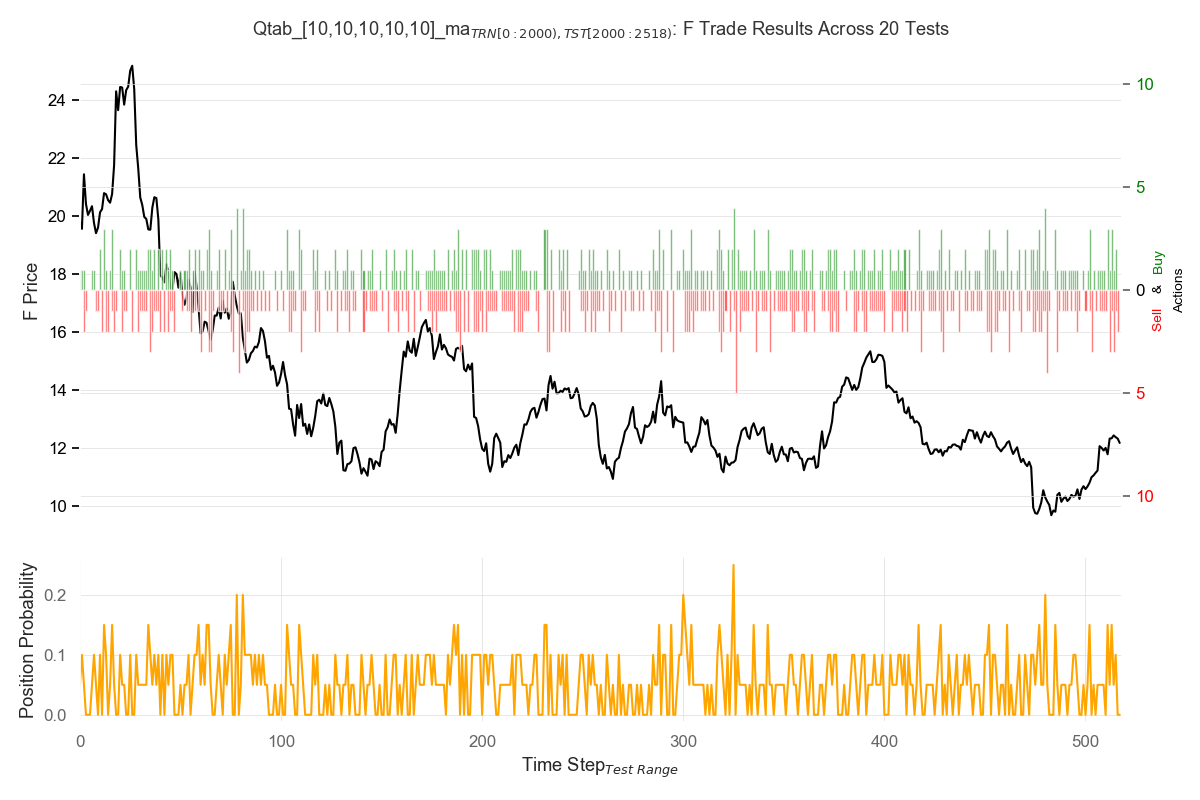 Qtab_[10,10,10,10,10]_ma TRN[0:2000),TST[2000:2518): F Trade Results Across 20 Tests
F Price
24
22
20
18
16
14
12
10
10
5
0
5
10
Sell & Buy
Actions
Position Probability
0.2
0.1
0.0
0 100 200 300 400 500
Time Step Test Range